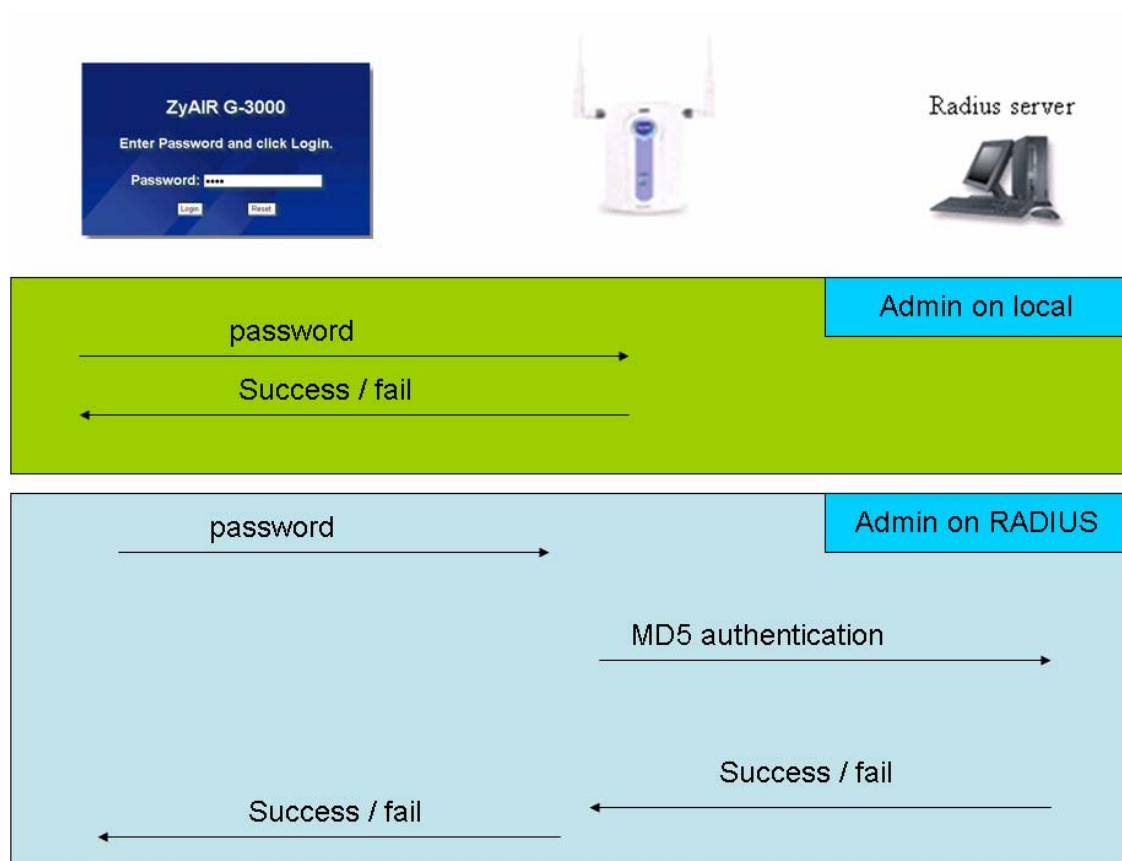 ZyAIR G-3000
Enter Password and click Login.
Password: ••••
Login Reset
Radius server
Admin on local
password
Success / fail
Admin on RADIUS
password
MD5 authentication
Success / fail
Success / fail